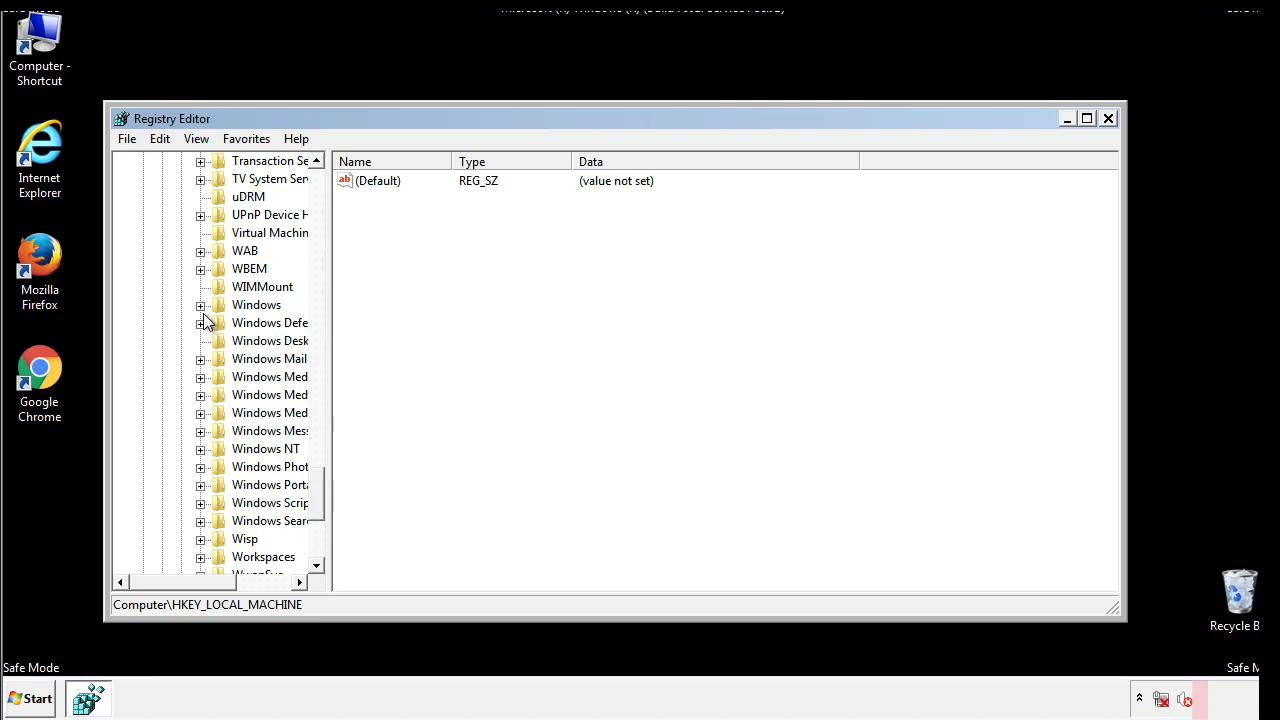 Computer -
Shortcut
Internet
Explorer
Mozilla
Firefox
Google
Chrome
Registry Editor
File Edit View Favorites Help
Transaction Se
TV System Serv
uDRM
UPnP Device H
Virtual Machin
WAB
WBEM
WIMMount
Windows
Windows Defe
Windows Desk
Windows Mail
Windows Med
Windows Med
Windows Med
Windows Mess
Windows NT
Windows Phot
Windows Porta
Windows Scrip
Windows Sear
Wisp
Workspaces
Name Type Data
(Default) REG_SZ (value not set)
Computer\HKEY_LOCAL_MACHINE
Recycle B
Safe Mode
Safe M
Start